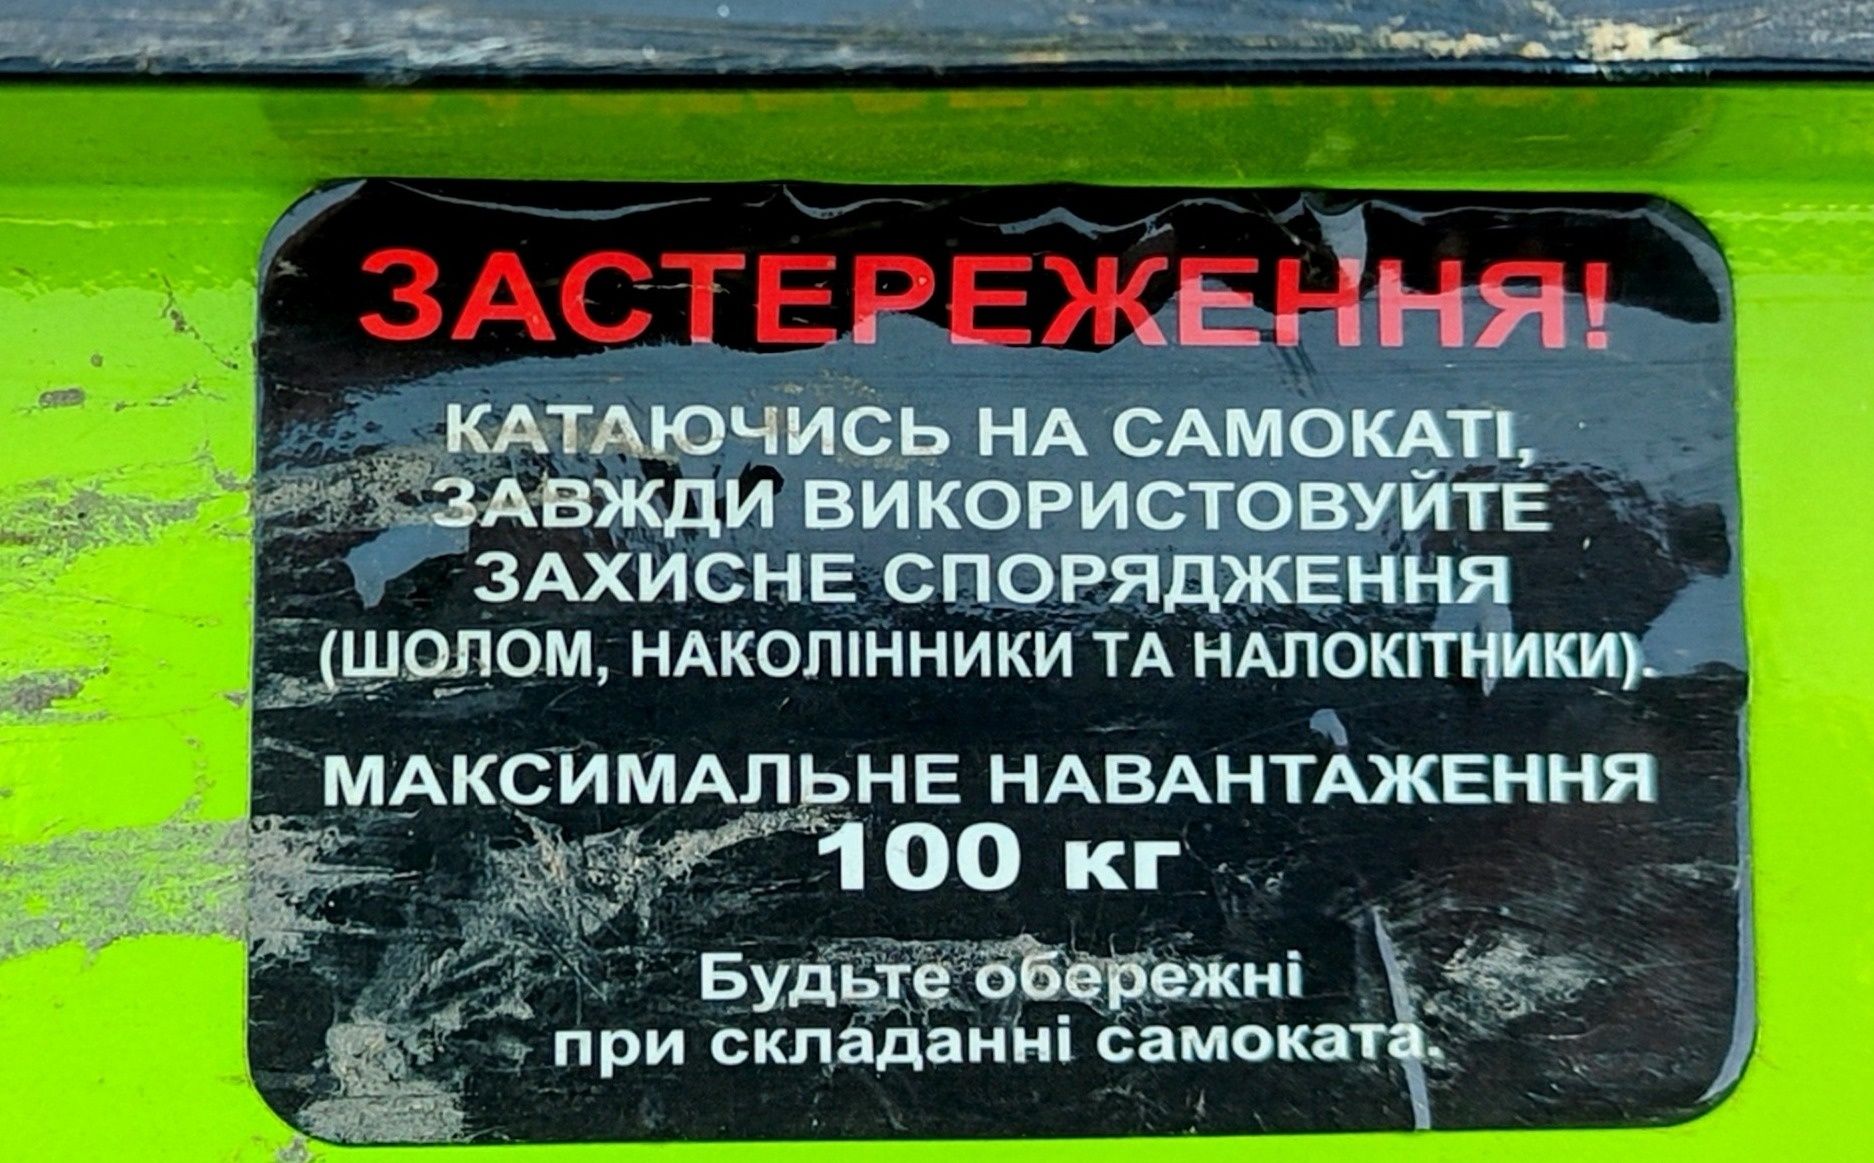 ЗАСТЕРЕЖЕННЯ!
КАТАЮЧИСЬ НА САМОКАТІ,
ЗАВЖДИ ВИКОРИСТОВУЙТЕ
ЗАХИСНЕ СПОРЯДЖЕННЯ
(ШОЛОМ, НАКОЛІННИКИ ТА НАЛОКІТНИКИ).
МАКСИМАЛЬНЕ НАВАНТАЖЕННЯ
100 кг
Будьте обережні
при складанні самоката.